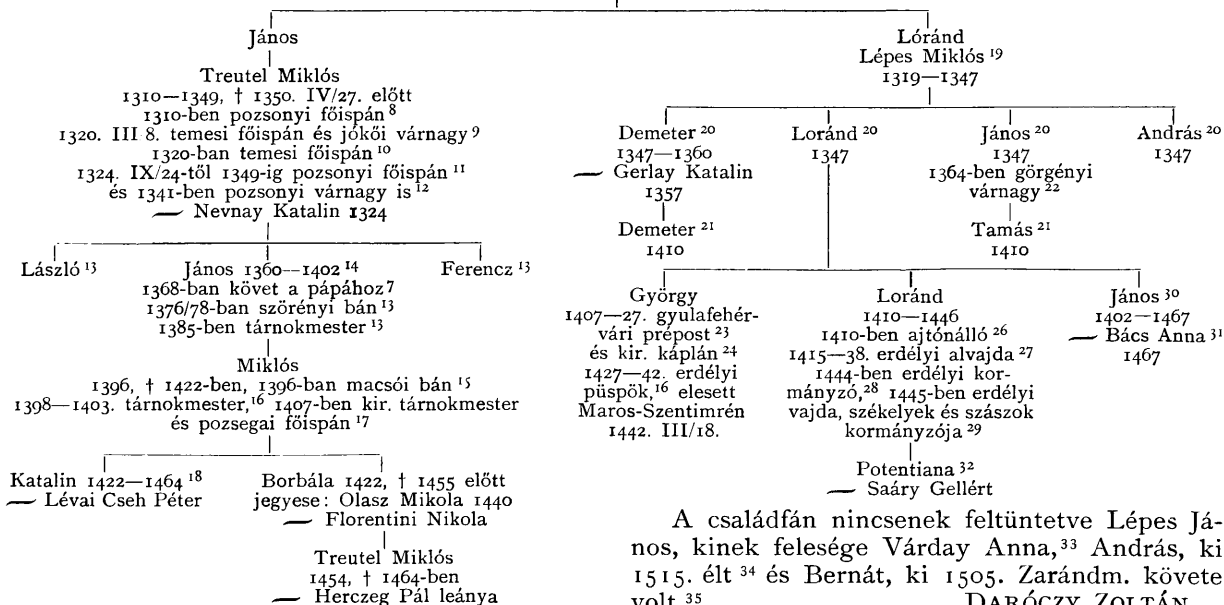 János
Treutel Miklós
1310—1349, † 1350. IV/27. előtt
1310-ben pozsonyi főispán 8
1320. III 8. temesi főispán és jókői várnagy 9
1320-ban temesi főispán 10
1324. IX/24-től 1349-ig pozsonyi főispán 11
és 1341-ben pozsonyi várnagy is 12
— Nevnay Katalin 1324
László 13
János 1360—1402 14
1368-ban követ a pápához 7
1376/78-ban szörényi bán 13
1385-ben tárnokmester 13
Ferencz 13
Miklós
1396, † 1422-ben, 1396-ban macsói bán 15
1398—1403. tárnokmester, 16 1407-ben kir. tárnokmester
és pozsegai főispán 17
Katalin 1422—1464 18
— Lévai Cseh Péter
Borbála 1422, † 1455 előtt
jegyese: Olasz Mikola 1440
— Florentini Nikola
Treutel Miklós
1454, † 1464-ben
— Herczeg Pál leánya
Lóránd
Lépes Miklós 19
1319—1347
Demeter 20
1347—1360
— Gerlay Katalin
1357
Demeter 21
1410
Loránd 20
1347
János 20
1347
1364-ben görgényi
várnagy 22
Tamás 21
1410
András 20
1347
György
1407—27. gyulafehér-
vári prépost 23
és kir. káplán 24
1427—42. erdélyi
püspök, 16 elesett
Maros-Szentimrén
1442. III/18.
Loránd
1410—1446
1410-ben ajtónálló 26
1415—38. erdélyi alvajda 27
1444-ben erdélyi kor-
mányzó, 28 1445-ben erdélyi
vajda, székelyek és szászok
kormányzója 29
Potentiana 32
— Saáry Gellért
János 30
1402—1467
— Bács Anna 31
1467
A családfán nincsenek feltüntetve Lépes Já-
nos, kinek felesége Várday Anna, 33 András, ki
1515. élt 34 és Bernát, ki 1505. Zarándm. követe
volt. 35 DARÓCZY ZOLTÁN